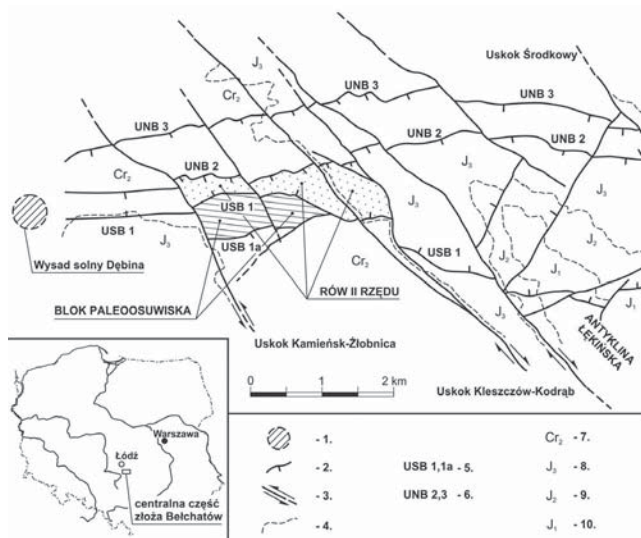 J₃
Uskok Środkowy
Cr₂
UNB 3
UNB 3
UNB 3
UNB 2
UNB 2
UNB 2
Cr₂
J₃
J₃
USB 1
USB 1
J₃
J₂
J₂
Wysad solny Dębina
USB 1a
Cr₂
USB 1
J₁
J₃
J₁
BLOK PALEOOSUWISKA
RÓW II RZĘDU
ANTYKLINA
ŁĘKIŃSKA
Uskok Kamieńsk-Żłobnica
0 1 2 km
Uskok Kleszczów-Kodrąb
Warszawa
Łódź
centralna część
złoża Bełchatów
- 1.
- 2.
- 3.
- 4.
USB 1,1a - 5.
UNB 2,3 - 6.
Cr₂ - 7.
J₃ - 8.
J₂ - 9.
J₁ - 10.